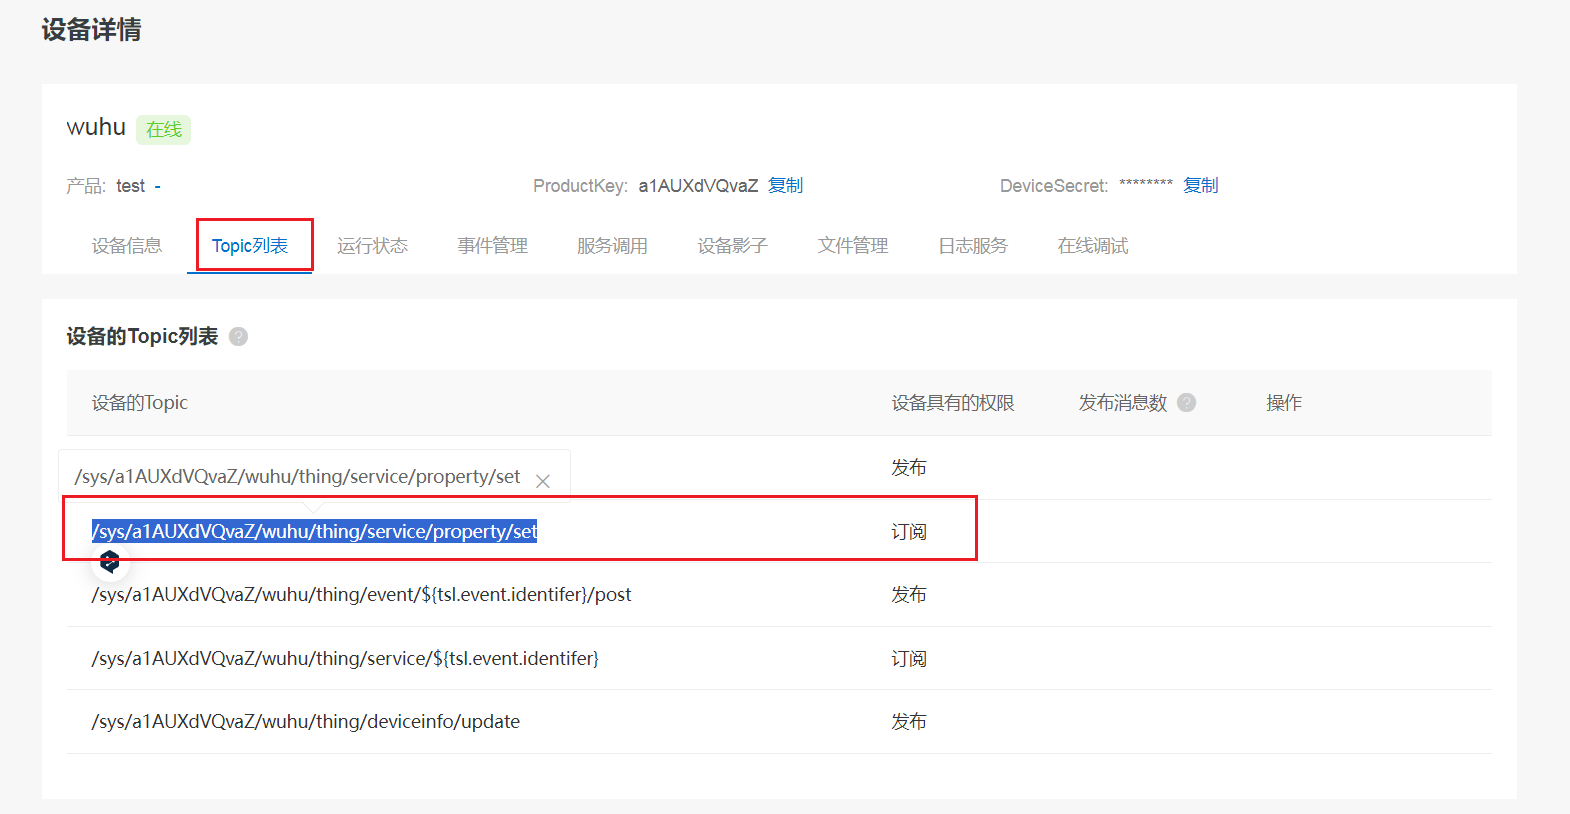 设备详情
wuhu 在线
产品: test - ProductKey: a1AUXdVQvaZ 复制 DeviceSecret: ******** 复制
设备信息 Topic列表 运行状态 事件管理 服务调用 设备影子 文件管理 日志服务 在线调试
设备的Topic列表 ?
设备的Topic 设备具有的权限 发布消息数 ? 操作
/sys/a1AUXdVQvaZ/wuhu/thing/service/property/set 发布
/sys/a1AUXdVQvaZ/wuhu/thing/service/property/set 订阅
/sys/a1AUXdVQvaZ/wuhu/thing/event/${tsl.event.identifer}/post 发布
/sys/a1AUXdVQvaZ/wuhu/thing/service/${tsl.event.identifer} 订阅
/sys/a1AUXdVQvaZ/wuhu/thing/deviceinfo/update 发布